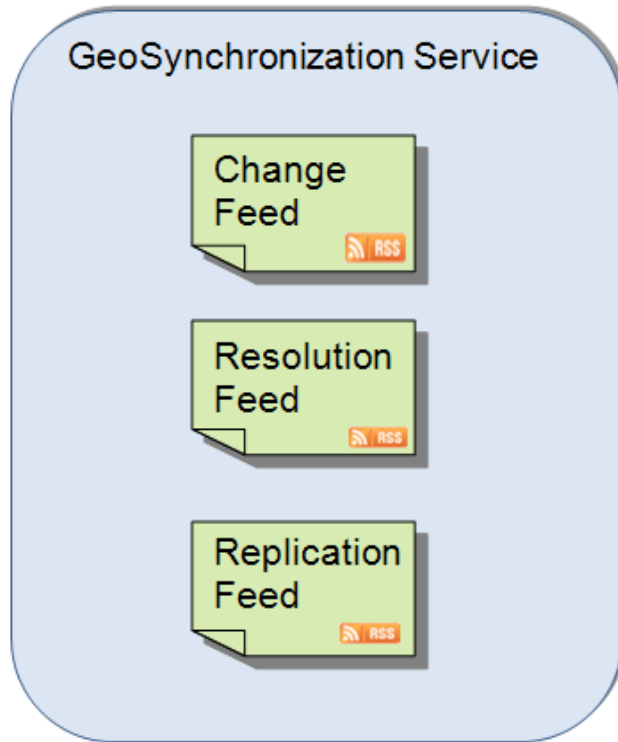 GeoSynchronization Service
Change
Feed
RSS
Resolution
Feed
RSS
Replication
Feed
RSS